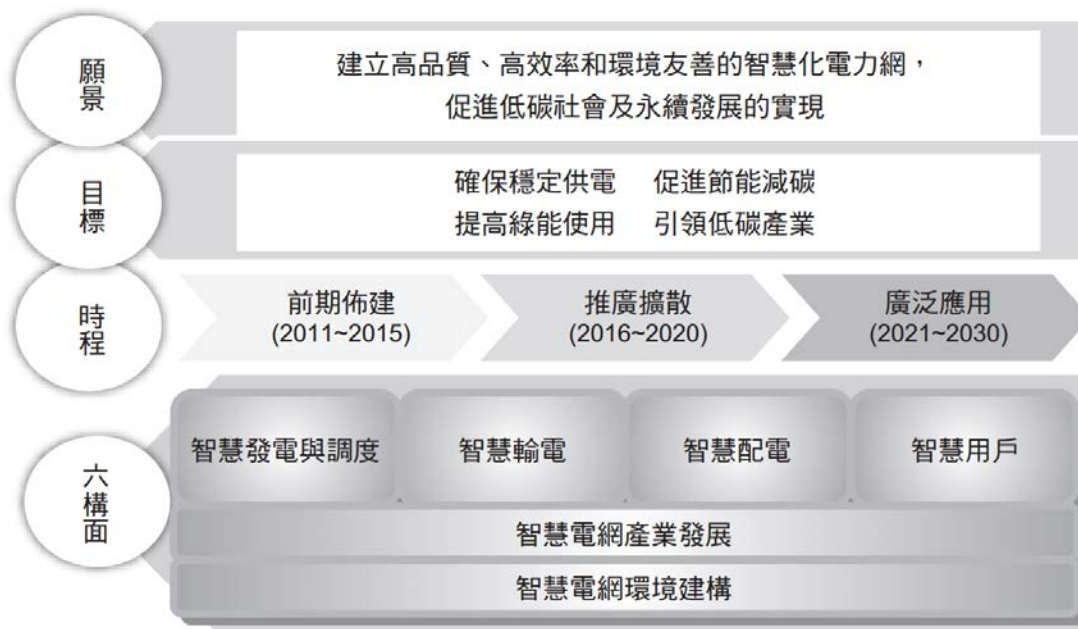 願景
建立高品質、高效率和環境友善的智慧化電力網，
促進低碳社會及永續發展的實現
目標
確保穩定供電 促進節能減碳
提高綠能使用 引領低碳產業
時程
前期佈建
(2011~2015)
推廣擴散
(2016~2020)
廣泛應用
(2021~2030)
六構面
智慧發電與調度
智慧輸電
智慧配電
智慧用戶
智慧電網產業發展
智慧電網環境建構